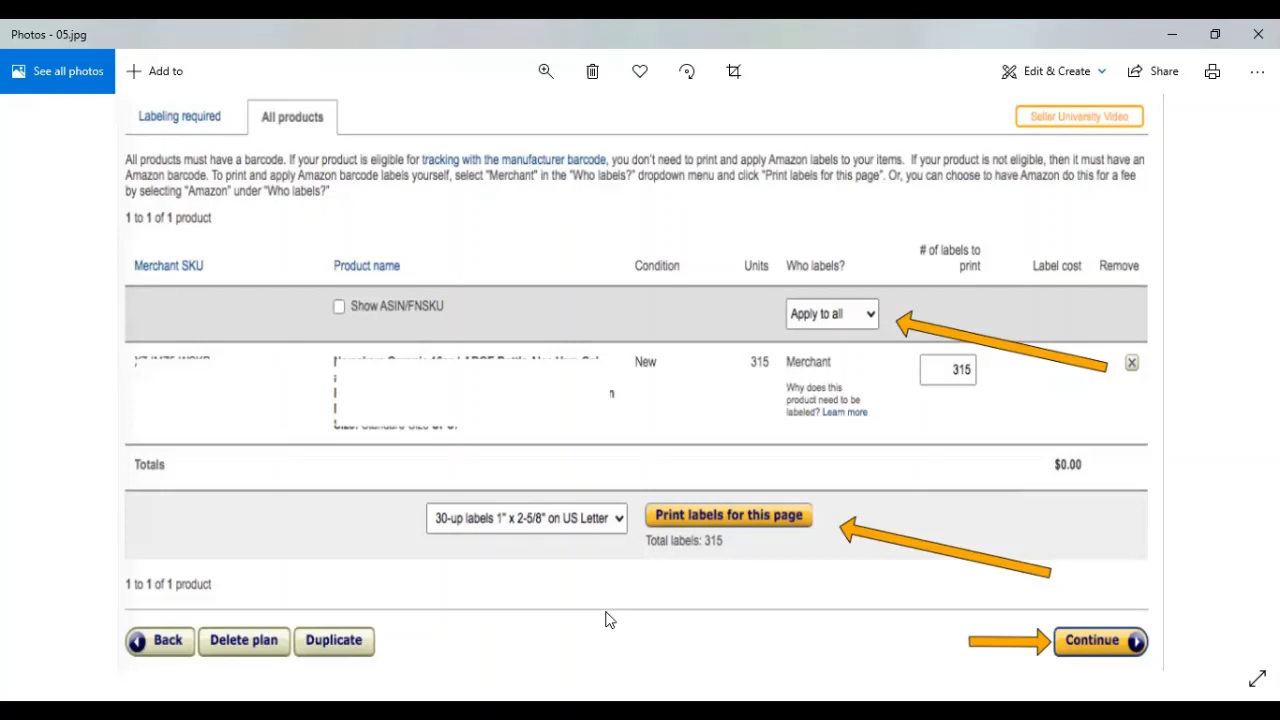 Photos - 05.jpg
See all photos
Add to
Edit & Create
Share
Labeling required
All products
Seller University Video
All products must have a barcode. If your product is eligible for tracking with the manufacturer barcode, you don't need to print and apply Amazon labels to your items. If your product is not eligible, then it must have an
Amazon barcode. To print and apply Amazon barcode labels yourself, select "Merchant" in the "Who labels?" dropdown menu and click "Print labels for this page". Or, you can choose to have Amazon do this for a fee
by selecting "Amazon" under "Who labels?"
1 to 1 of 1 product
Merchant SKU Product name Condition Units Who labels? # of labels to print Label cost Remove
Show ASIN/FNSKU
Apply to all
New 315 Merchant 315
Why does this
product need to be
labeled? Learn more
Totals $0.00
30-up labels 1" x 2-5/8" on US Letter Print labels for this page
Total labels: 315
1 to 1 of 1 product
Back Delete plan Duplicate Continue